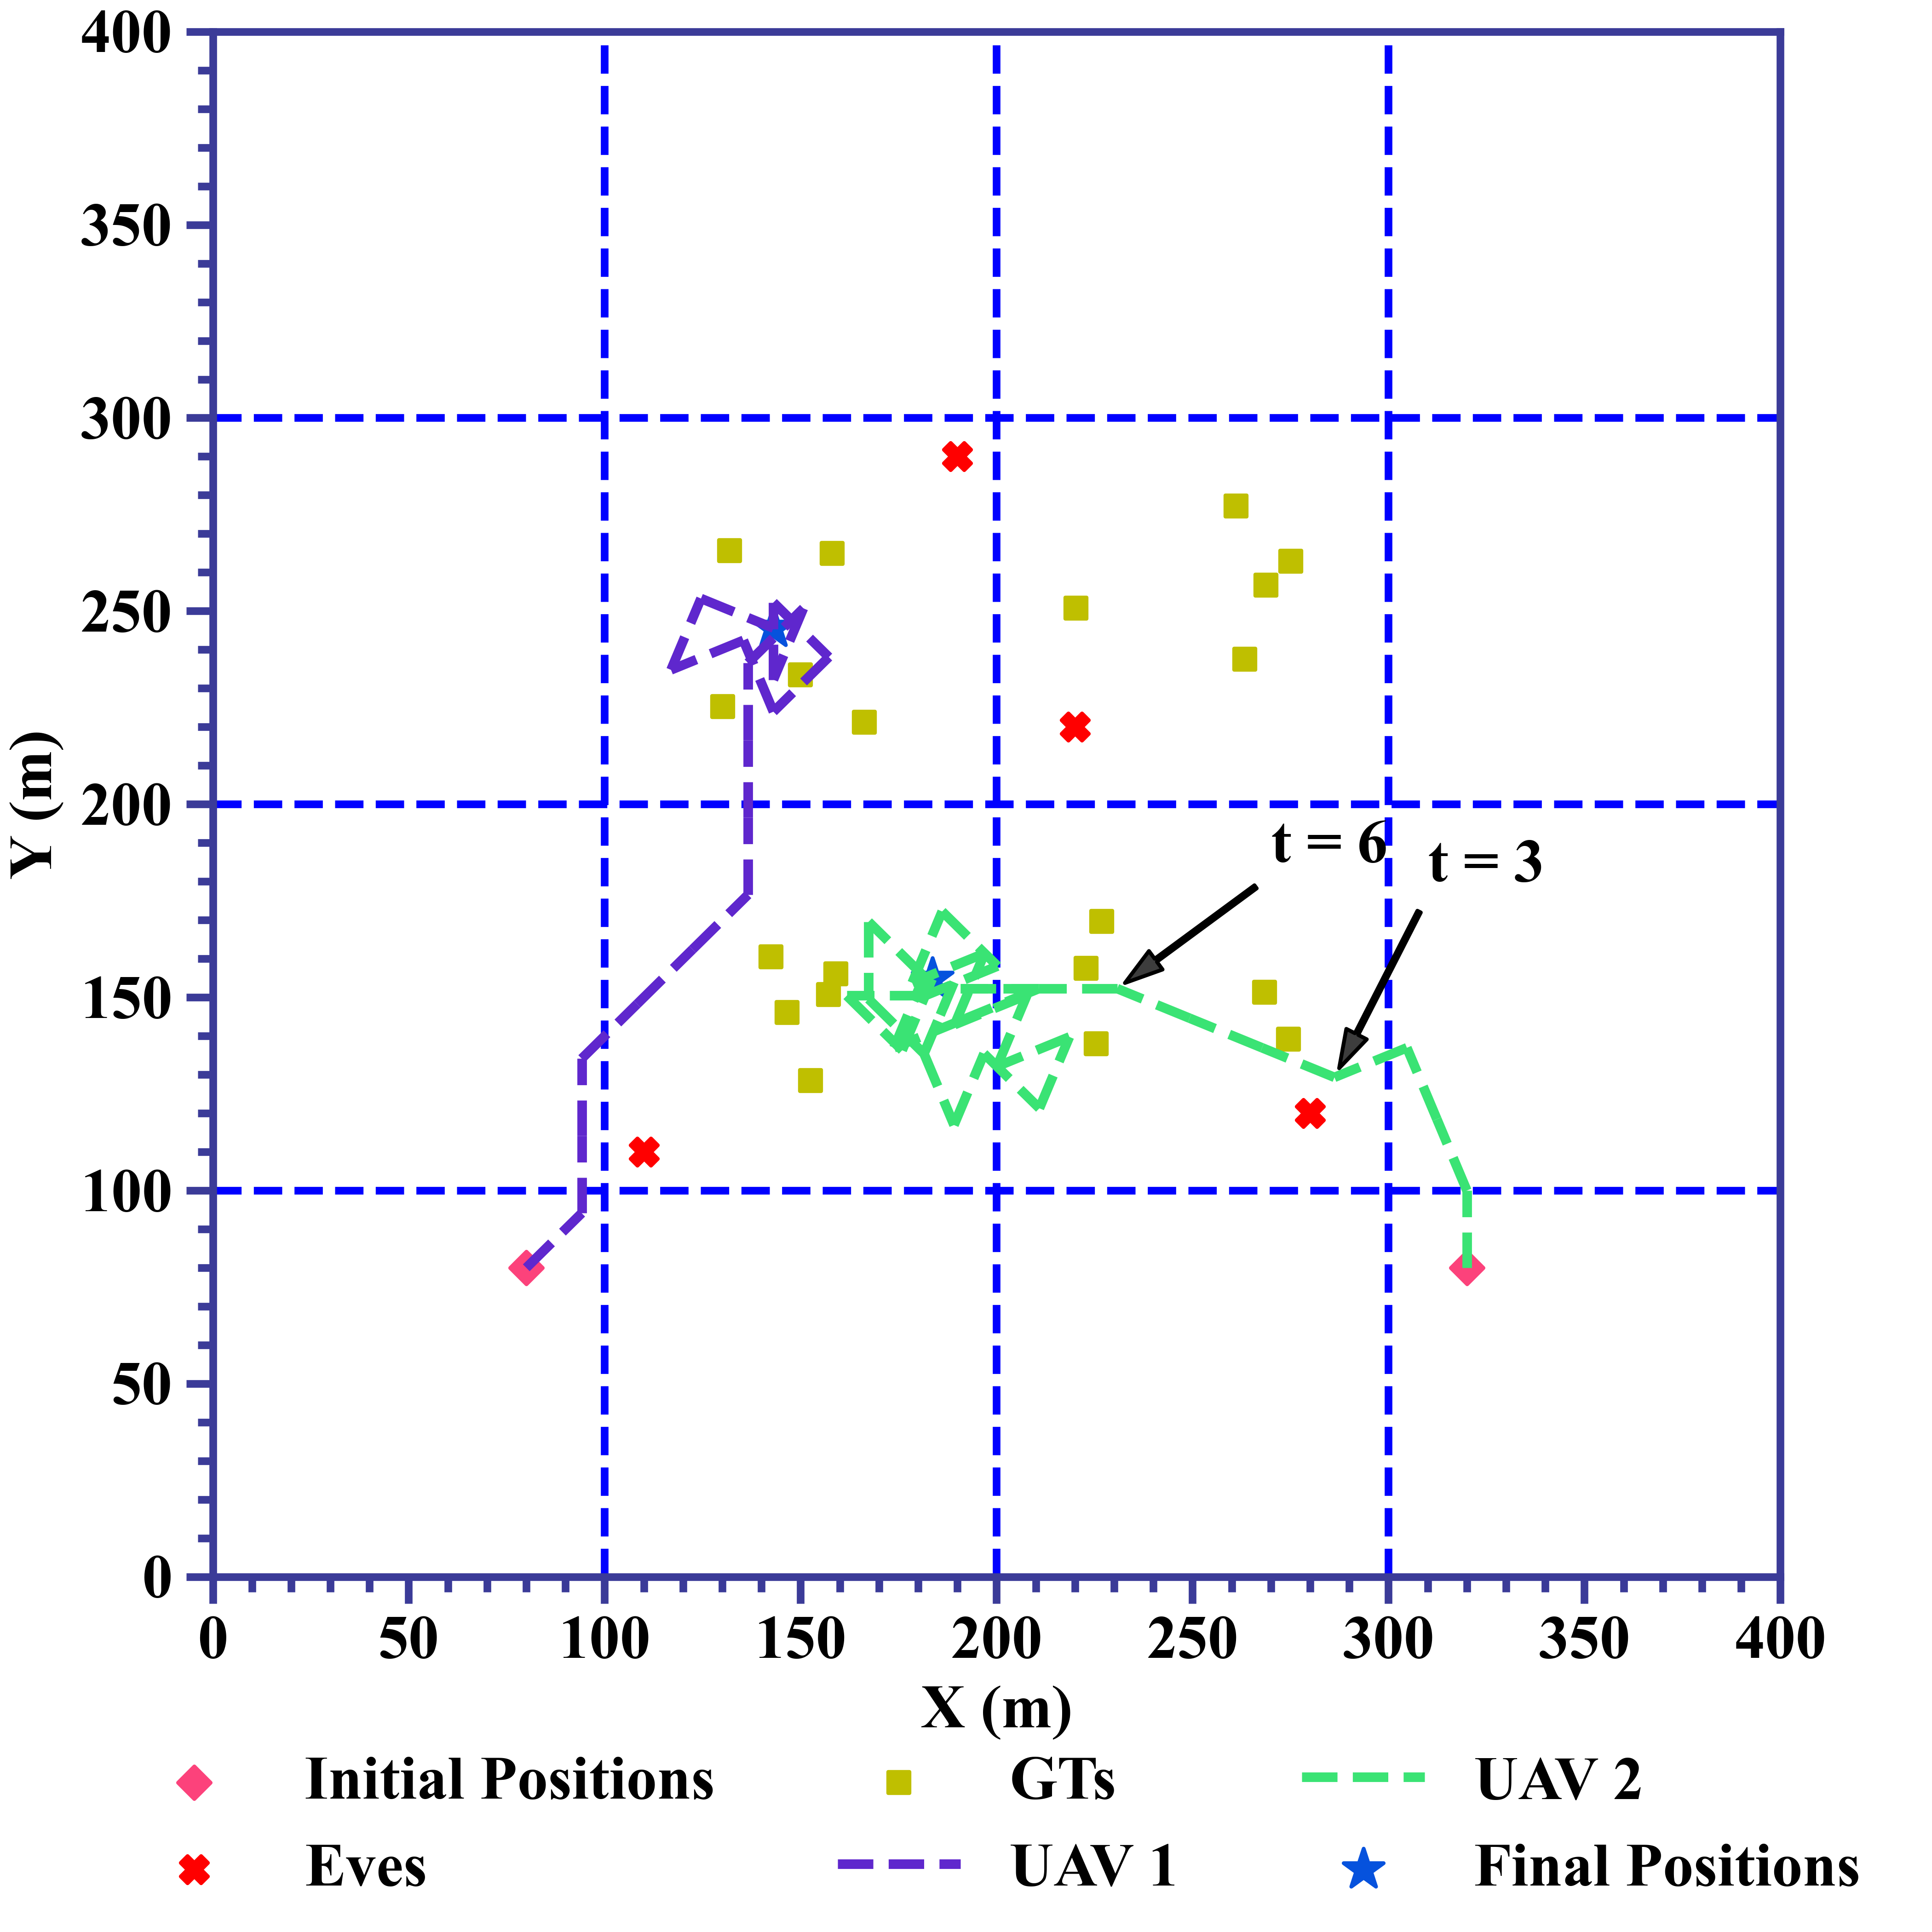 400
350
300
250
200
150
100
50
0
Y (m)
t = 6
t = 3
0 50 100 150 200 250 300 350 400
X (m)
Initial Positions GTs UAV 2
Eves UAV 1 Final Positions